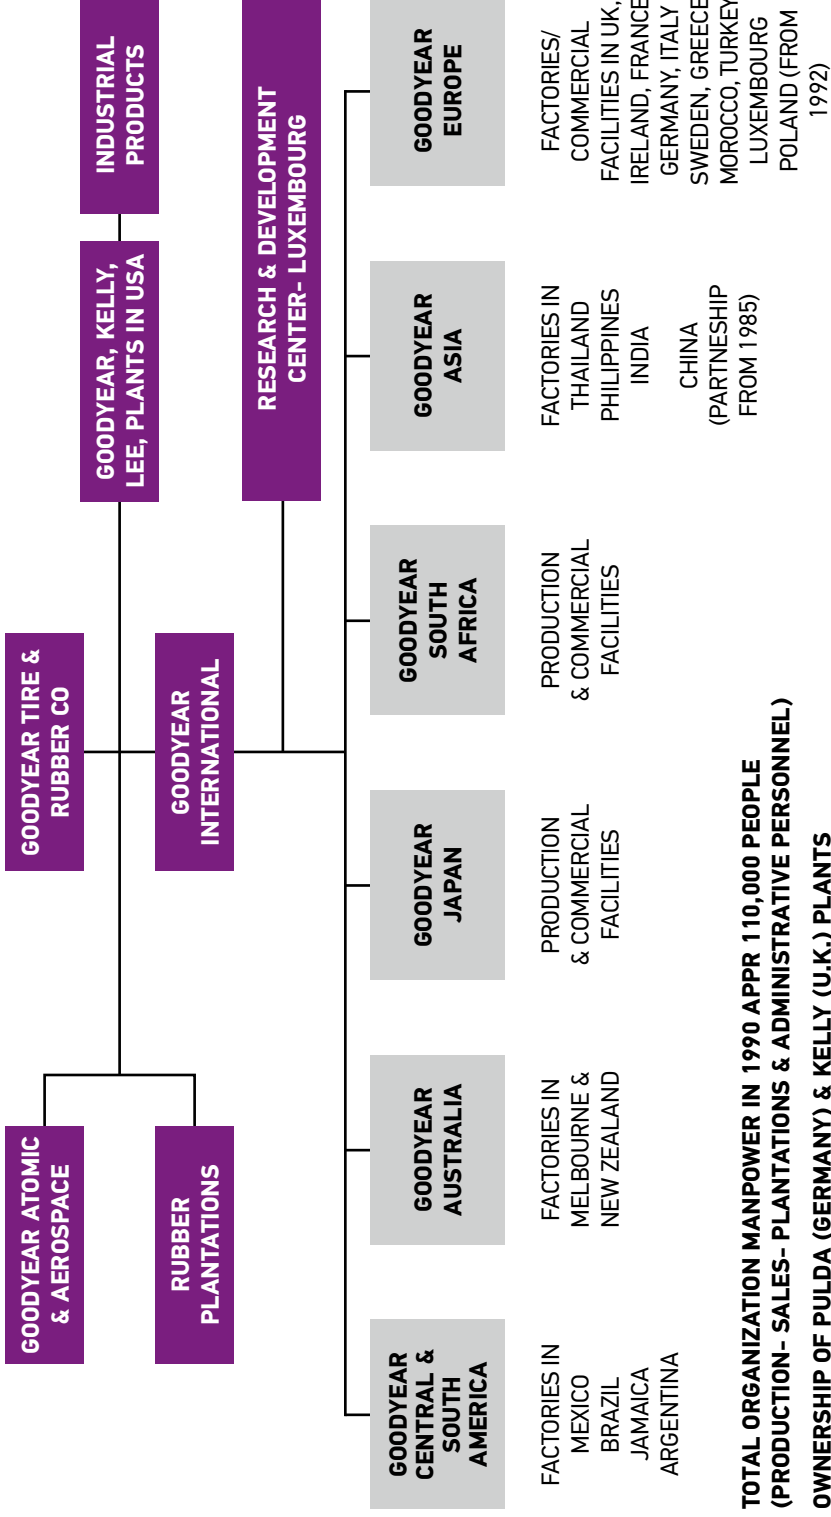 GOODYEAR TIRE &
RUBBER CO
GOODYEAR ATOMIC
& AEROSPACE
RUBBER
PLANTATIONS
GOODYEAR, KELLY,
LEE, PLANTS IN USA
INDUSTRIAL
PRODUCTS
GOODYEAR
INTERNATIONAL
RESEARCH & DEVELOPMENT
CENTER- LUXEMBOURG
GOODYEAR
CENTRAL &
SOUTH
AMERICA
FACTORIES IN
MEXICO
BRAZIL
JAMAICA
ARGENTINA
GOODYEAR
AUSTRALIA
FACTORIES IN
MELBOURNE &
NEW ZEALAND
GOODYEAR
JAPAN
PRODUCTION
& COMMERCIAL
FACILITIES
GOODYEAR
SOUTH
AFRICA
PRODUCTION
& COMMERCIAL
FACILITIES
GOODYEAR
ASIA
FACTORIES IN
THAILAND
PHILIPPINES
INDIA
CHINA
(PARTNESHIP
FROM 1985)
GOODYEAR
EUROPE
FACTORIES/
COMMERCIAL
FACILITIES IN UK,
IRELAND, FRANCE
GERMANY, ITALY
SWEDEN, GREECE
MOROCCO, TURKEY
LUXEMBOURG
POLAND (FROM
1992)
TOTAL ORGANIZATION MANPOWER IN 1990 APPR 110,000 PEOPLE
(PRODUCTION- SALES- PLANTATIONS & ADMINISTRATIVE PERSONNEL)
OWNERSHIP OF PULDA (GERMANY) & KELLY (U.K.) PLANTS